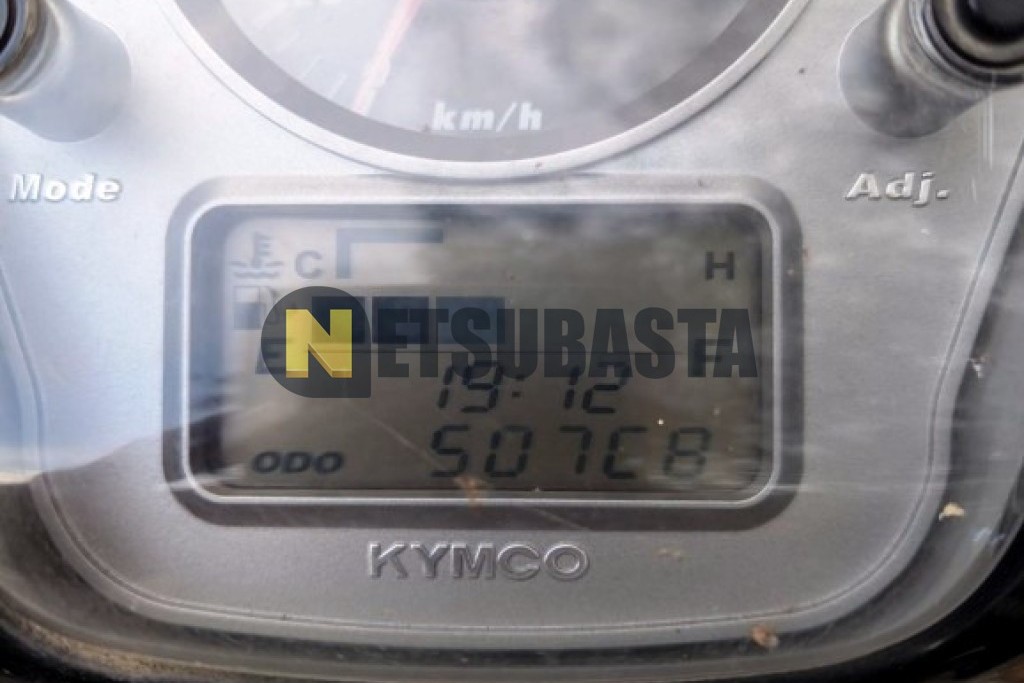 km/h
Mode
Adj.
C H
NETSUBASTA
E F
19:12
ODO 507C8
KYMCO